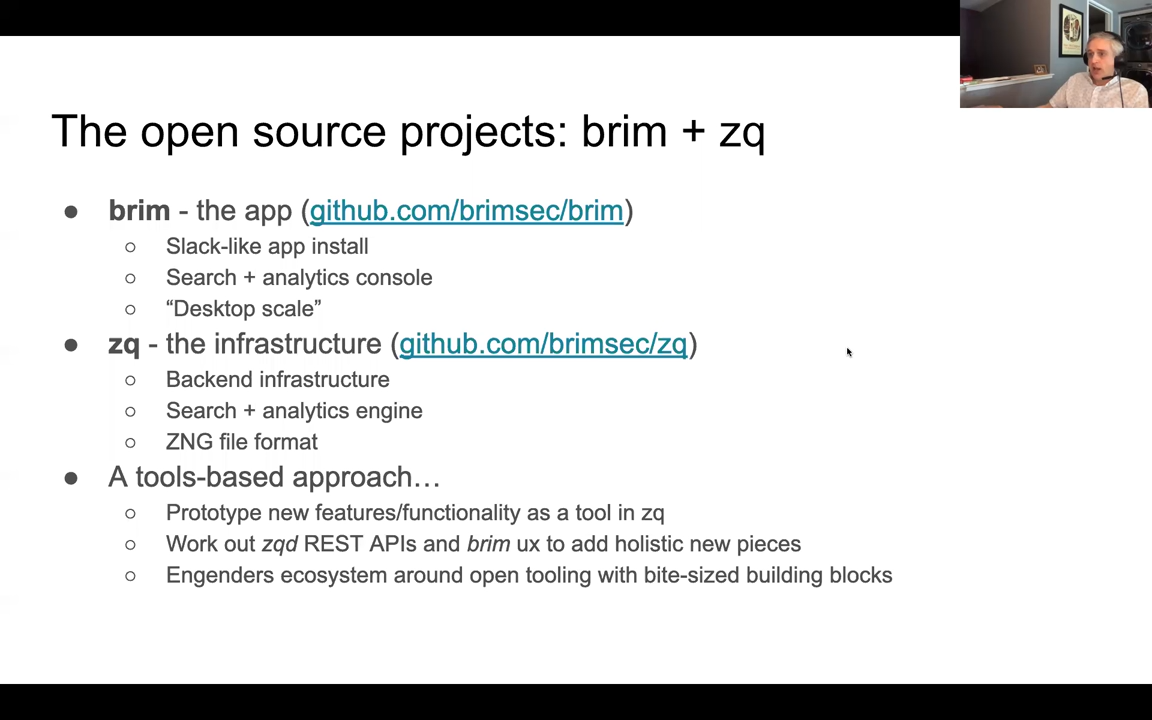 The open source projects: brim + zq
● brim - the app (github.com/brimsec/brim)
○ Slack-like app install
○ Search + analytics console
○ “Desktop scale”
● zq - the infrastructure (github.com/brimsec/zq)
○ Backend infrastructure
○ Search + analytics engine
○ ZNG file format
● A tools-based approach…
○ Prototype new features/functionality as a tool in zq
○ Work out zqd REST APIs and brim ux to add holistic new pieces
○ Engenders ecosystem around open tooling with bite-sized building blocks